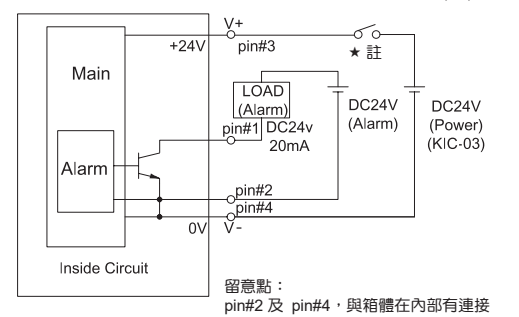 V+
+24V
pin#3
★ 註
Main
LOAD
(Alarm)
DC24V
(Alarm)
DC24V
(Power)
(KIC-03)
pin#1
DC24v
20mA
Alarm
pin#2
pin#4
0V
V-
Inside Circuit
留意點：
pin#2 及 pin#4，與箱體在內部有連接